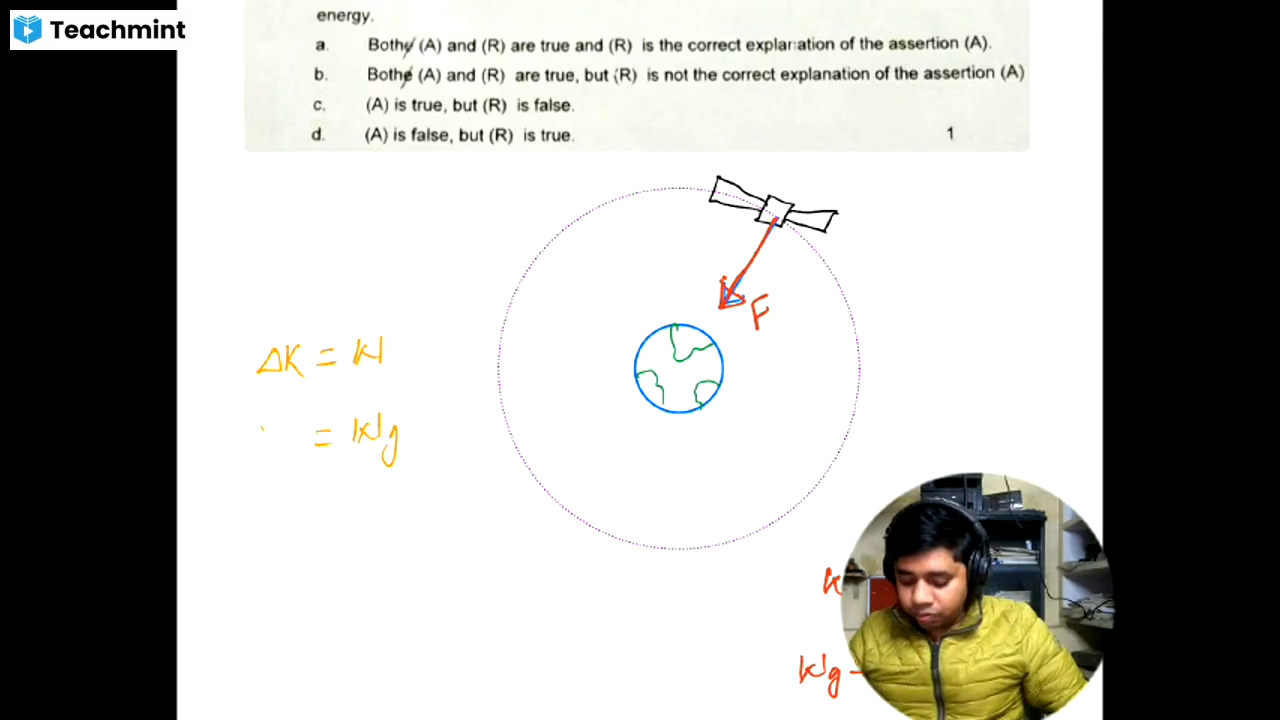 Teachmint
energy.
a. Both (A) and (R) are true and (R) is the correct explanation of the assertion (A).
b. Both (A) and (R) are true, but (R) is not the correct explanation of the assertion (A)
c. (A) is true, but (R) is false.
d. (A) is false, but (R) is true. 1
F
ΔK = W
= Wg
Wg -